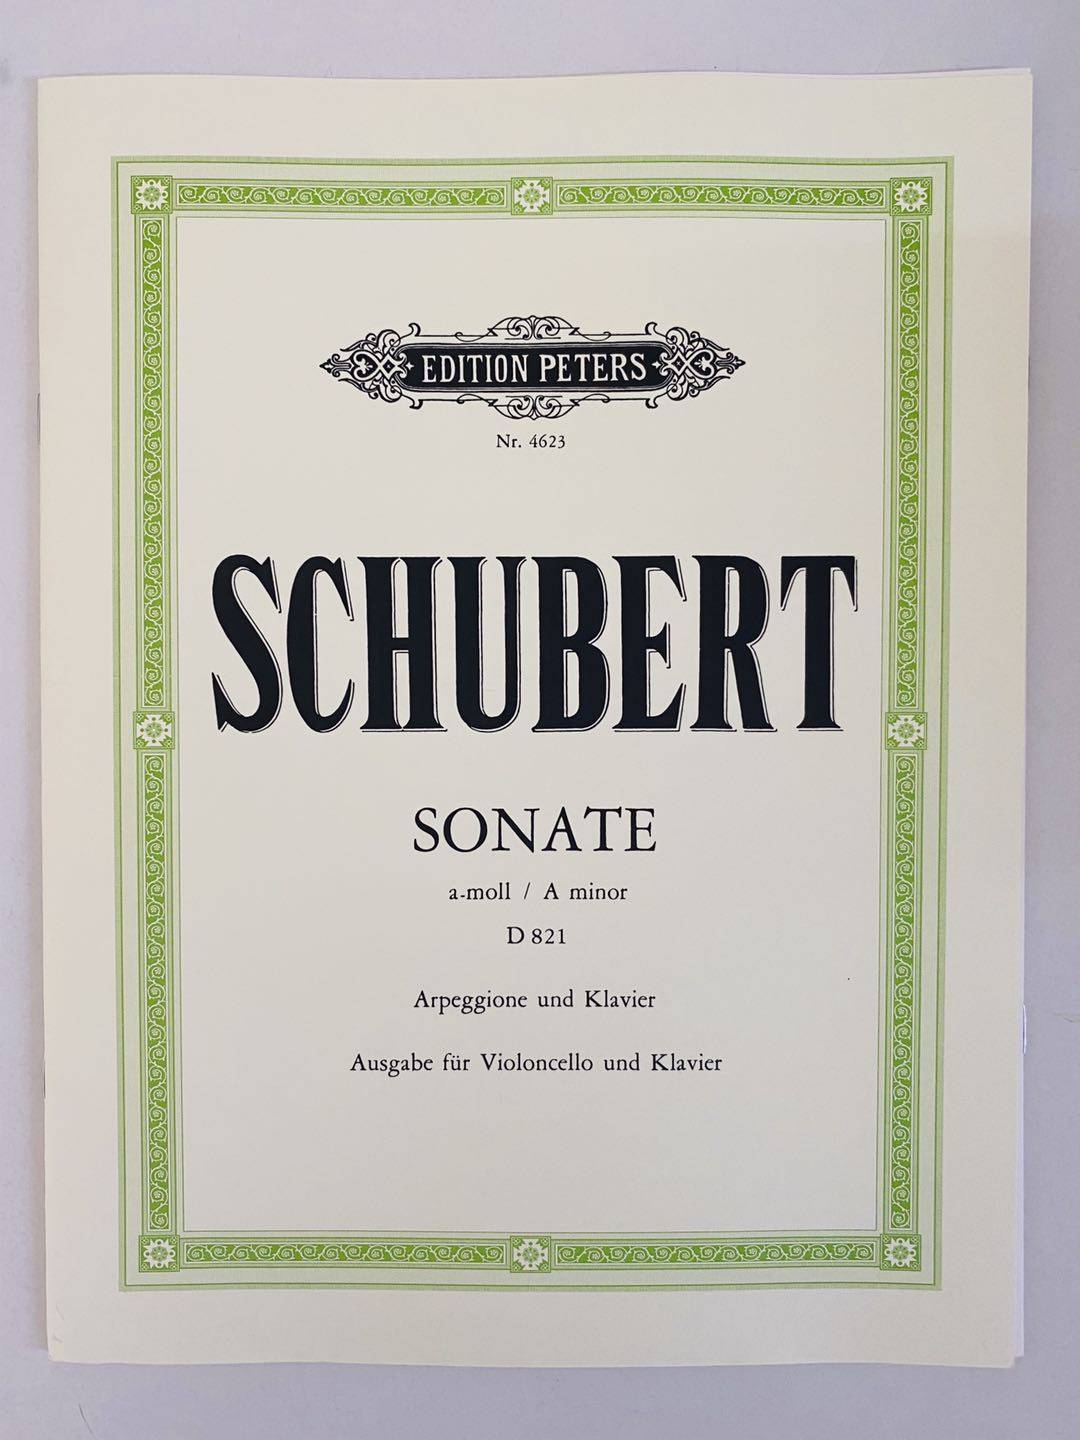 EDITION PETERS
Nr. 4623
SCHUBERT
SONATE
a-moll / A minor
D 821
Arpeggione und Klavier
Ausgabe für Violoncello und Klavier